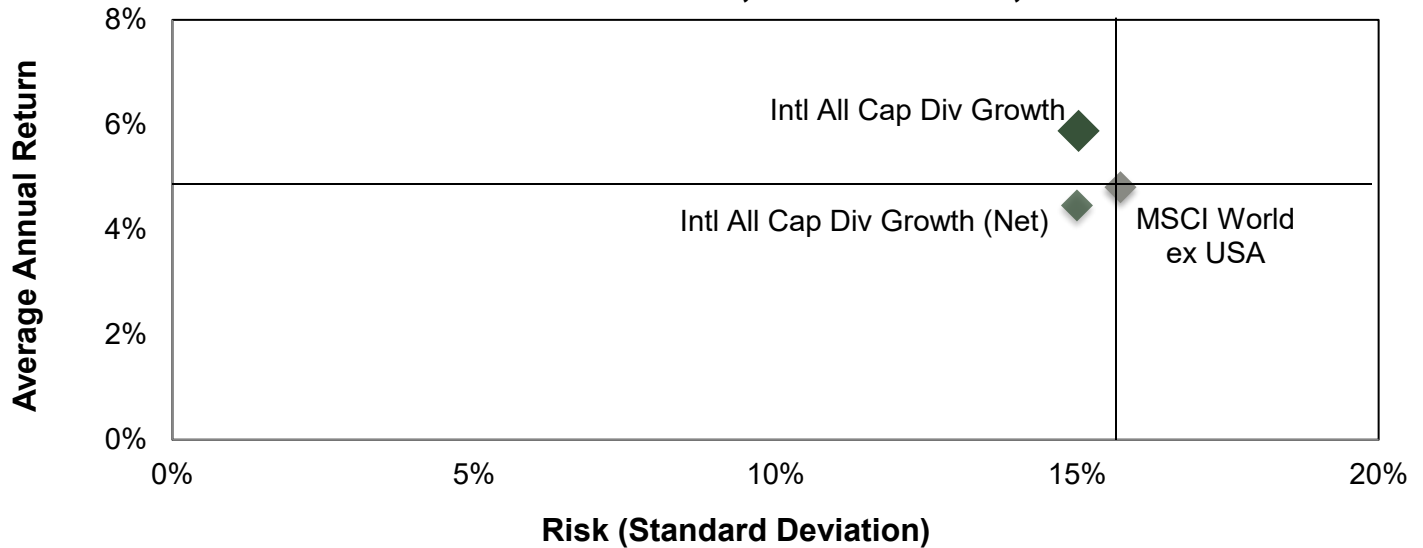 8%
6%
4%
2%
0%
Average Annual Return
Intl All Cap Div Growth
Intl All Cap Div Growth (Net)
MSCI World
ex USA
0%
5%
10%
15%
20%
Risk (Standard Deviation)